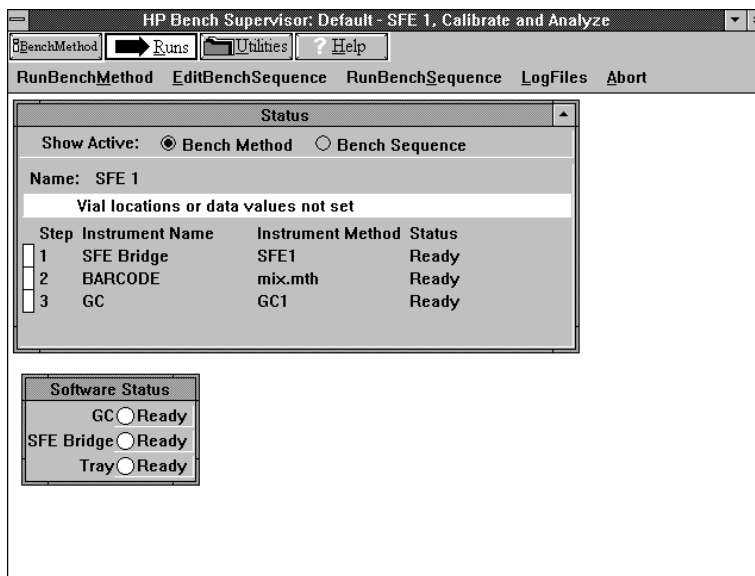 HP Bench Supervisor: Default - SFE 1, Calibrate and Analyze
BenchMethod Runs Utilities ? Help
RunBenchMethod EditBenchSequence RunBenchSequence LogFiles Abort
Status
Show Active: Bench Method Bench Sequence
Name: SFE 1
Vial locations or data values not set
Step Instrument Name Instrument Method Status
1 SFE Bridge SFE1 Ready
2 BARCODE mix.mth Ready
3 GC GC1 Ready
Software Status
GC Ready
SFE Bridge Ready
Tray Ready